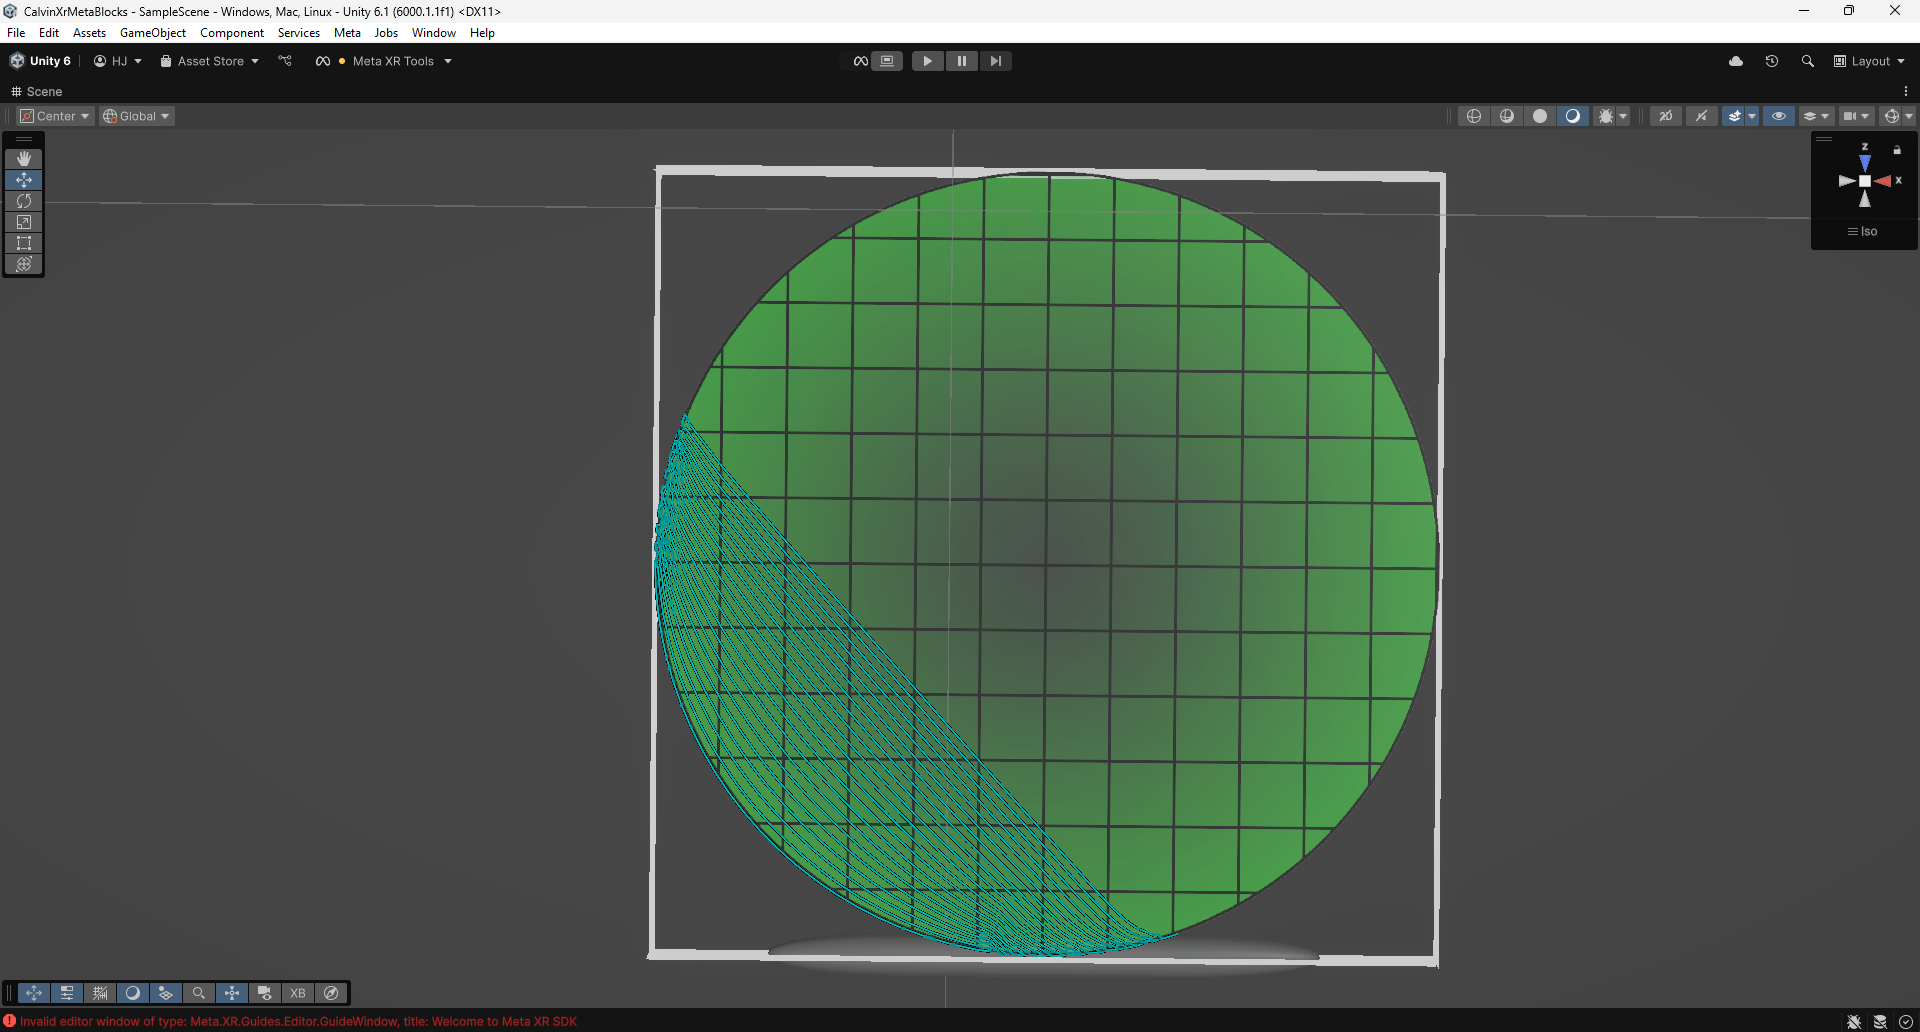 CalvinXrMetaBlocks - SampleScene - Windows, Mac, Linux - Unity 6.1 (6000.1.1f1) <DX11>
File Edit Assets GameObject Component Services Meta Jobs Window Help
Unity 6 HJ Asset Store Meta XR Tools Layout
Scene
Center Global 2D
z
x
Iso
XB
Invalid editor window of type: Meta.XR.Guides.Editor.GuideWindow, title: Welcome to Meta XR SDK